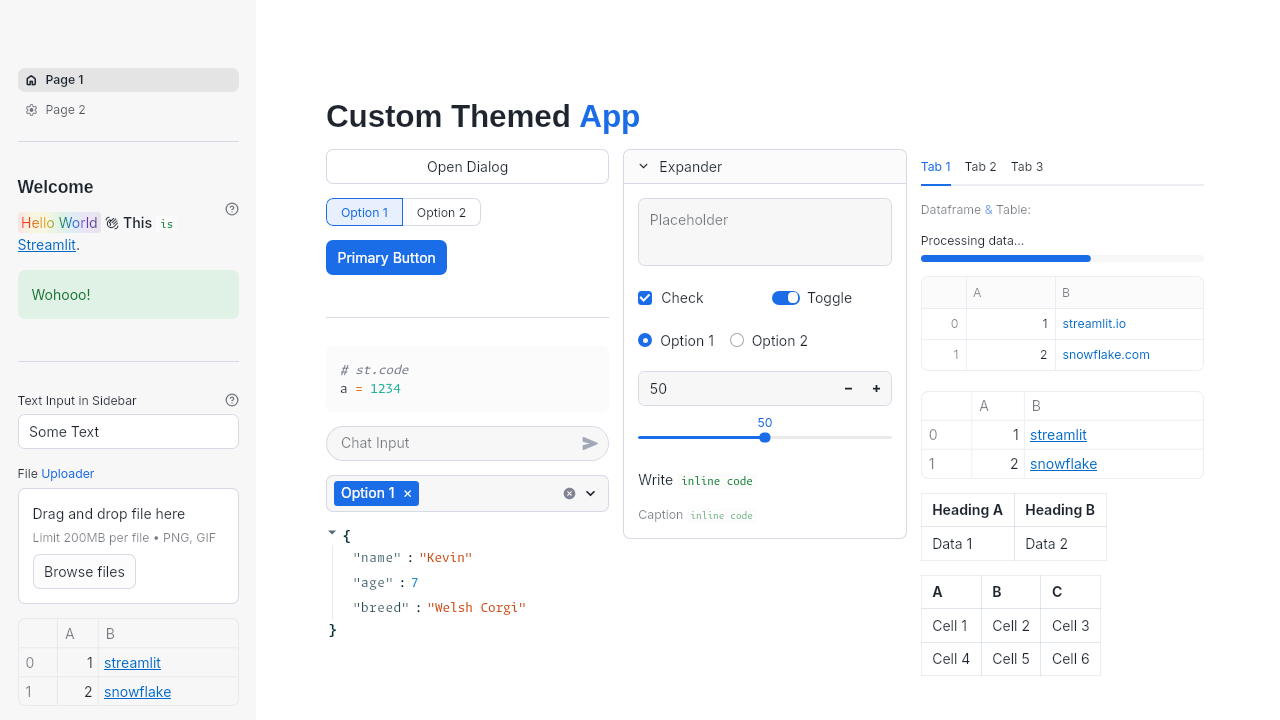 Page 1
Page 2
Welcome
Hello World 👋 This is
Streamlit.
Wohooo!
Text Input in Sidebar
Some Text
File Uploader
Drag and drop file here
Limit 200MB per file • PNG, GIF
Browse files
A B
0 1 streamlit
1 2 snowflake
Custom Themed App
Open Dialog
Option 1 Option 2
Primary Button
# st.code
a = 1234
Chat Input
Option 1 ×
{
"name" : "Kevin"
"age" : 7
"breed" : "Welsh Corgi"
}
Expander
Placeholder
Check Toggle
Option 1 Option 2
50 − +
50
Write inline code
Caption inline code
Tab 1 Tab 2 Tab 3
Dataframe & Table:
Processing data...
A B
0 1 streamlit.io
1 2 snowflake.com
A B
0 1 streamlit
1 2 snowflake
Heading A Heading B
Data 1 Data 2
A B C
Cell 1 Cell 2 Cell 3
Cell 4 Cell 5 Cell 6